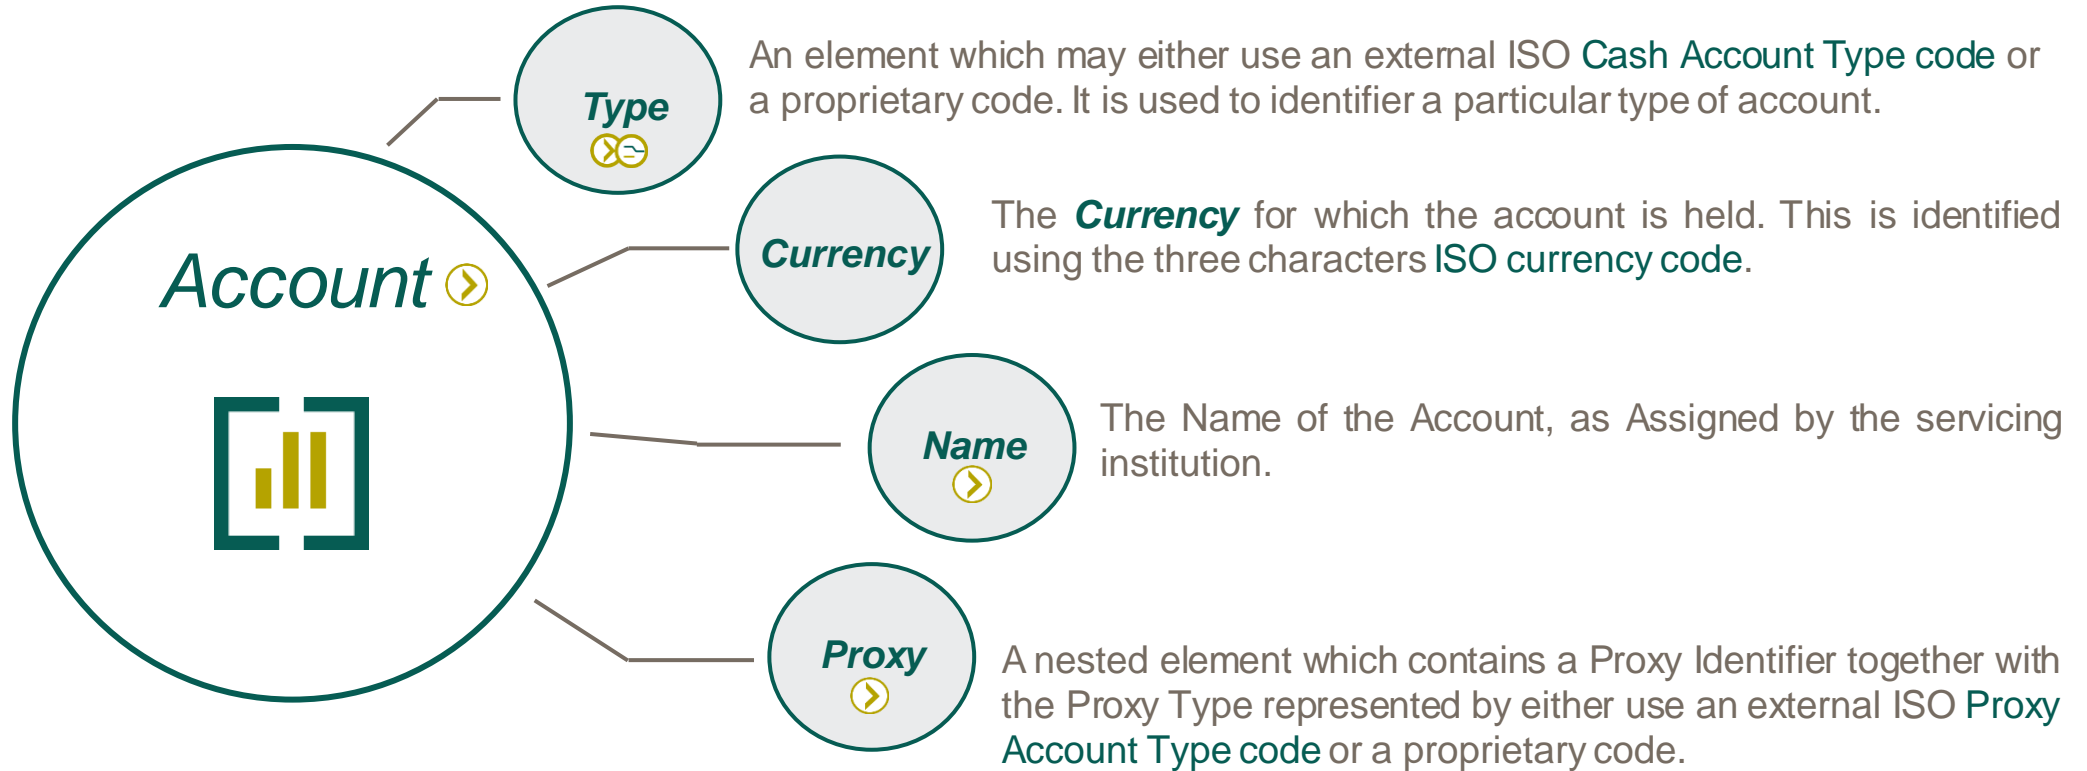 Type
An element which may either use an external ISO Cash Account Type code or
a proprietary code. It is used to identifier a particular type of account.
Account
Currency
The Currency for which the account is held. This is identified
using the three characters ISO currency code.
Name
The Name of the Account, as Assigned by the servicing
institution.
Proxy
A nested element which contains a Proxy Identifier together with
the Proxy Type represented by either use an external ISO Proxy
Account Type code or a proprietary code.